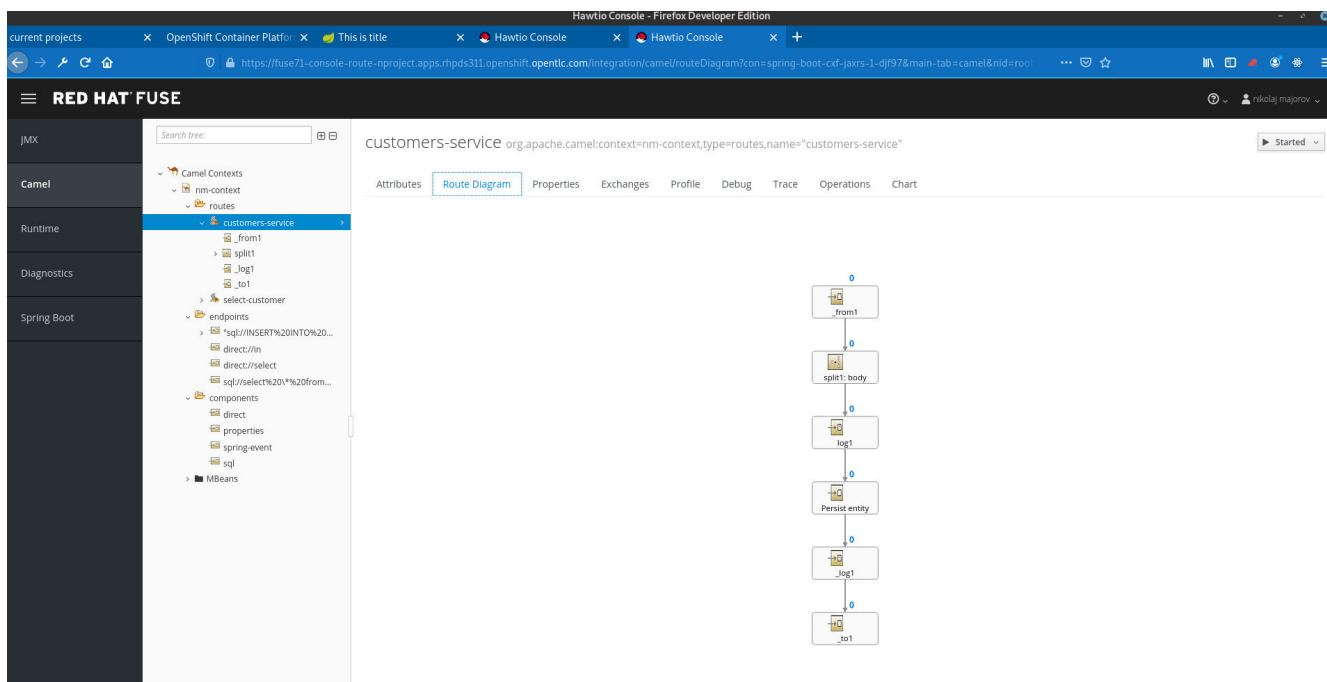 Hawtio Console - Firefox Developer Edition
current projects
OpenShift Container Platfor
This is title
Hawtio Console
Hawtio Console
https://fuse71-console-route-nproject.apps.rhpds311.openshift.opentlc.com/integration/camel/routeDiagram?con=spring-boot-cxf-jaxrs-1-djf97&main-tab=camel&nid=root
RED HAT FUSE
nikolaj majorov
JMX
Camel
Runtime
Diagnostics
Spring Boot
Search tree:
Camel Contexts
nm-context
routes
customers-service
_from1
split1
_log1
_to1
select-customer
endpoints
"sql://INSERT%20INTO%20...
direct://in
direct://select
sql://select%20\*%20from...
components
direct
properties
spring-event
sql
MBeans
customers-service org.apache.camel:context=nm-context,type=routes,name="customers-service"
Started
Attributes Route Diagram Properties Exchanges Profile Debug Trace Operations Chart
0
_from1
0
split1: body
0
log1
0
Persist entity
0
_log1
0
_to1